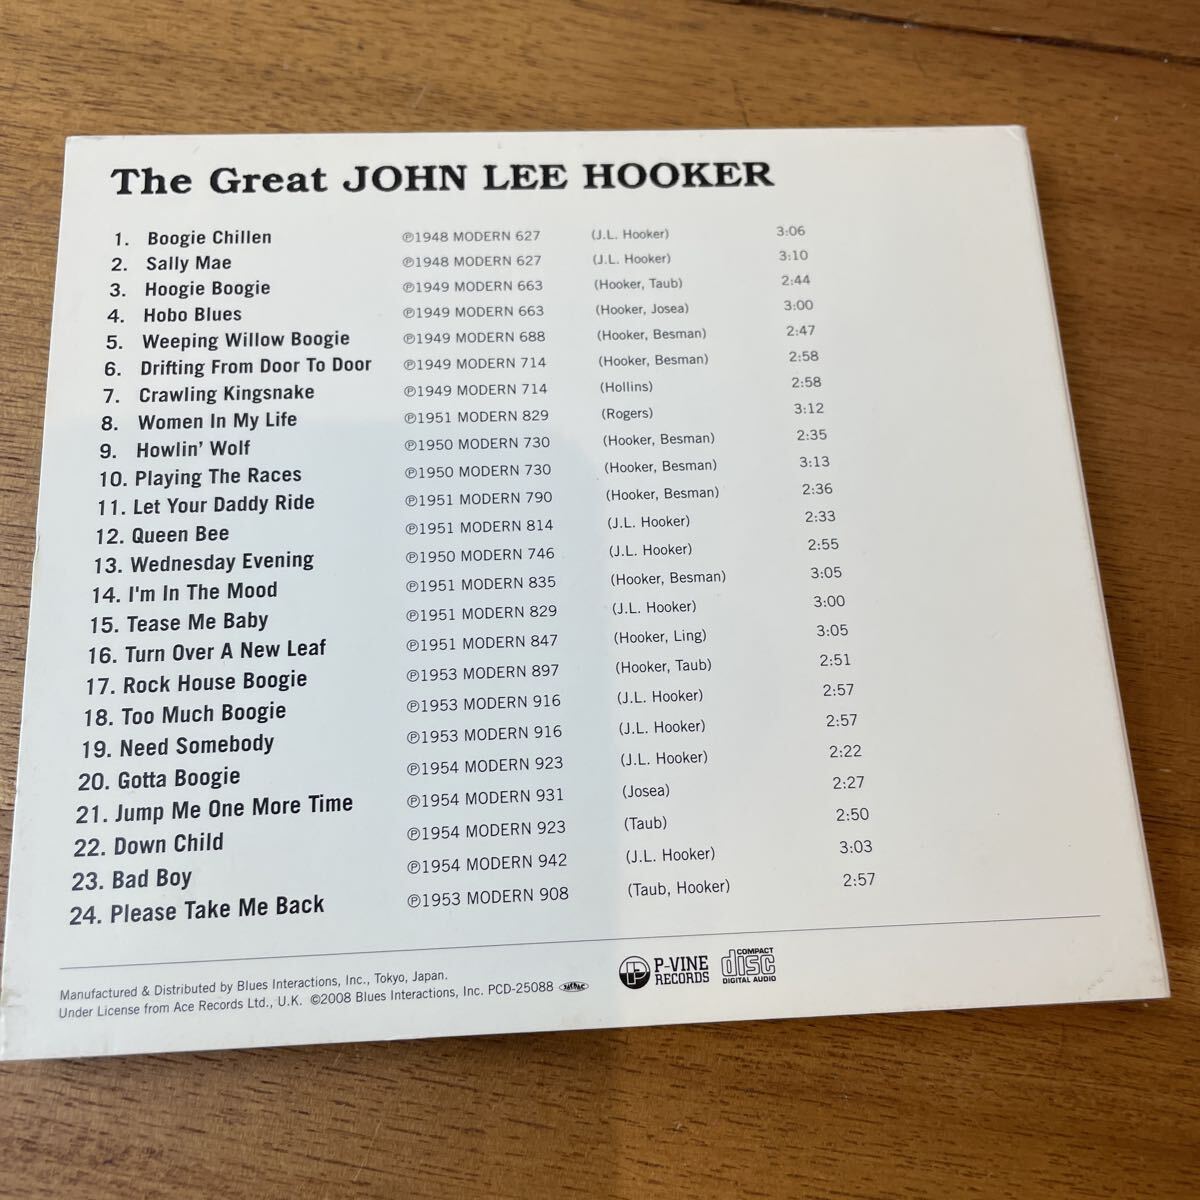 The Great JOHN LEE HOOKER
1. Boogie Chillen ℗1948 MODERN 627 (J.L. Hooker) 3:06
2. Sally Mae ℗1948 MODERN 627 (J.L. Hooker) 3:10
3. Hoogie Boogie ℗1949 MODERN 663 (Hooker, Taub) 2:44
4. Hobo Blues ℗1949 MODERN 663 (Hooker, Josea) 3:00
5. Weeping Willow Boogie ℗1949 MODERN 688 (Hooker, Besman) 2:47
6. Drifting From Door To Door ℗1949 MODERN 714 (Hooker, Besman) 2:58
7. Crawling Kingsnake ℗1949 MODERN 714 (Hollins) 2:58
8. Women In My Life ℗1951 MODERN 829 (Rogers) 3:12
9. Howlin' Wolf ℗1950 MODERN 730 (Hooker, Besman) 2:35
10. Playing The Races ℗1950 MODERN 730 (Hooker, Besman) 3:13
11. Let Your Daddy Ride ℗1951 MODERN 790 (Hooker, Besman) 2:36
12. Queen Bee ℗1951 MODERN 814 (J.L. Hooker) 2:33
13. Wednesday Evening ℗1950 MODERN 746 (J.L. Hooker) 2:55
14. I'm In The Mood ℗1951 MODERN 835 (Hooker, Besman) 3:05
15. Tease Me Baby ℗1951 MODERN 829 (J.L. Hooker) 3:00
16. Turn Over A New Leaf ℗1951 MODERN 847 (Hooker, Ling) 3:05
17. Rock House Boogie ℗1953 MODERN 897 (Hooker, Taub) 2:51
18. Too Much Boogie ℗1953 MODERN 916 (J.L. Hooker) 2:57
19. Need Somebody ℗1953 MODERN 916 (J.L. Hooker) 2:57
20. Gotta Boogie ℗1954 MODERN 923 (J.L. Hooker) 2:22
21. Jump Me One More Time ℗1954 MODERN 931 (Josea) 2:27
22. Down Child ℗1954 MODERN 923 (Taub) 2:50
23. Bad Boy ℗1954 MODERN 942 (J.L. Hooker) 3:03
24. Please Take Me Back ℗1953 MODERN 908 (Taub, Hooker) 2:57
Manufactured & Distributed by Blues Interactions, Inc., Tokyo, Japan.
Under License from Ace Records Ltd., U.K. ©2008 Blues Interactions, Inc. PCD-25088
P-VINE
RECORDS
COMPACT
disc
DIGITAL AUDIO